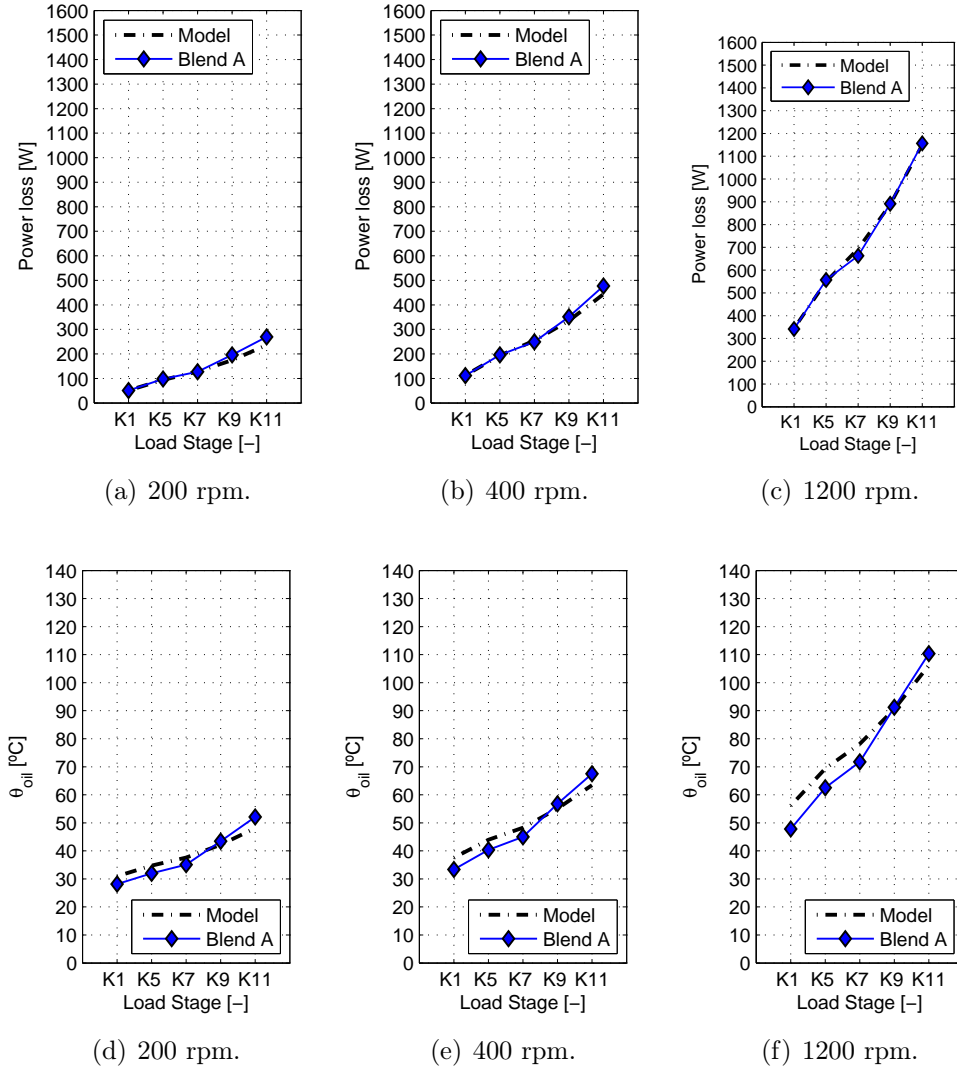 1600
1500
1400
1300
1200
1100
1000
900
800
700
600
500
400
300
200
100
0
Power loss [W]
Model
Blend A
K1 K5 K7 K9 K11
Load Stage [–]
(a) 200 rpm.
1600
1500
1400
1300
1200
1100
1000
900
800
700
600
500
400
300
200
100
0
Power loss [W]
Model
Blend A
K1 K5 K7 K9 K11
Load Stage [–]
(b) 400 rpm.
1600
1500
1400
1300
1200
1100
1000
900
800
700
600
500
400
300
200
100
0
Power loss [W]
Model
Blend A
K1 K5 K7 K9 K11
Load Stage [–]
(c) 1200 rpm.
140
130
120
110
100
90
80
70
60
50
40
30
20
10
0
θoil [ºC]
Model
Blend A
K1 K5 K7 K9 K11
Load Stage [–]
(d) 200 rpm.
140
130
120
110
100
90
80
70
60
50
40
30
20
10
0
θoil [ºC]
Model
Blend A
K1 K5 K7 K9 K11
Load Stage [–]
(e) 400 rpm.
140
130
120
110
100
90
80
70
60
50
40
30
20
10
0
θoil [ºC]
Model
Blend A
K1 K5 K7 K9 K11
Load Stage [–]
(f) 1200 rpm.